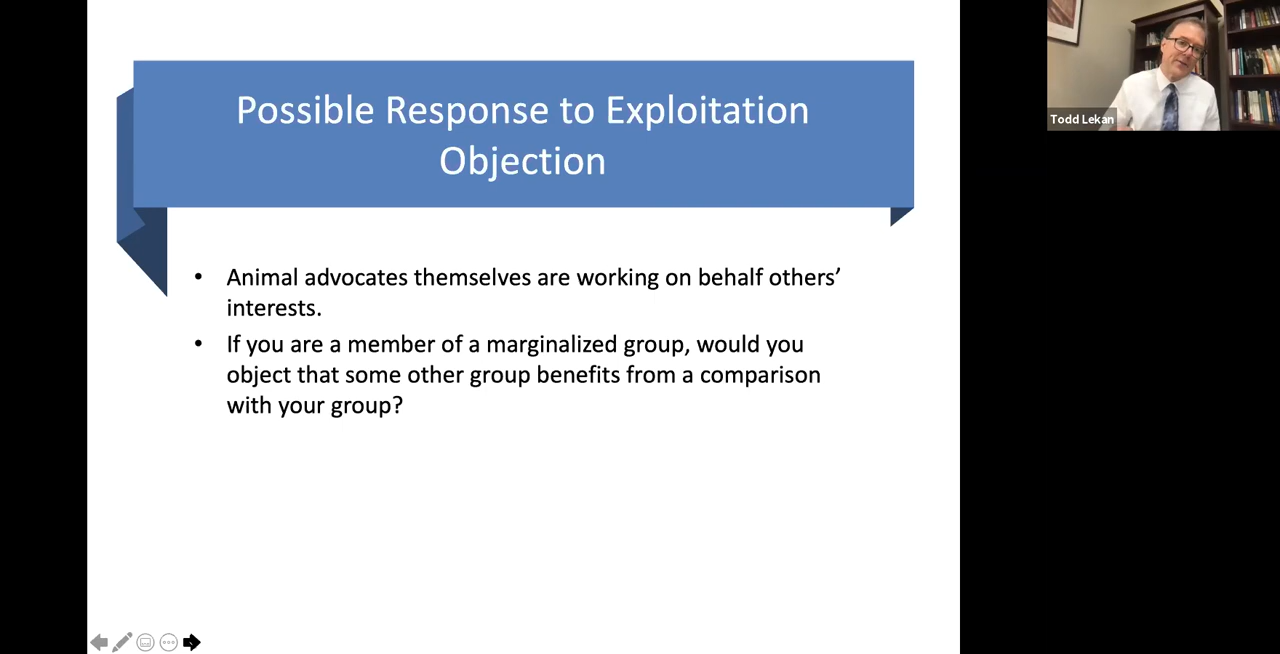 Possible Response to Exploitation
Objection
• Animal advocates themselves are working on behalf others’
interests.
• If you are a member of a marginalized group, would you
object that some other group benefits from a comparison
with your group?
Todd Lekan